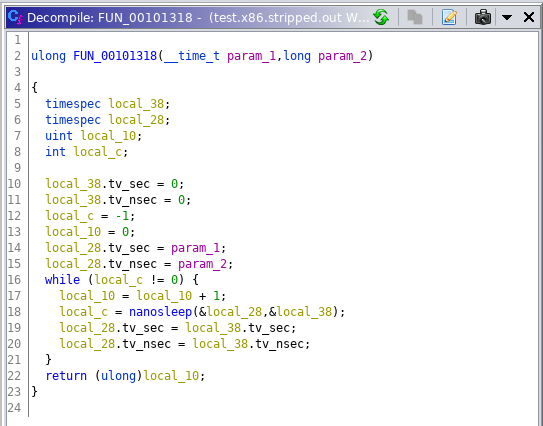 Decompile: FUN_00101318 - (test.x86.stripped.out W...
1
2 ulong FUN_00101318(__time_t param_1,long param_2)
3
4 {
5 timespec local_38;
6 timespec local_28;
7 uint local_10;
8 int local_c;
9
10 local_38.tv_sec = 0;
11 local_38.tv_nsec = 0;
12 local_c = -1;
13 local_10 = 0;
14 local_28.tv_sec = param_1;
15 local_28.tv_nsec = param_2;
16 while (local_c != 0) {
17 local_10 = local_10 + 1;
18 local_c = nanosleep(&local_28,&local_38);
19 local_28.tv_sec = local_38.tv_sec;
20 local_28.tv_nsec = local_38.tv_nsec;
21 }
22 return (ulong)local_10;
23 }
24